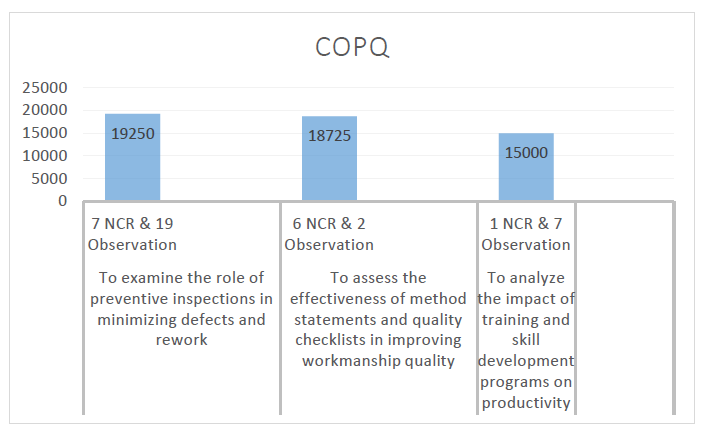 COPQ
25000
20000
15000
10000
5000
0
19250
18725
15000
7 NCR & 19
Observation
6 NCR & 2
Observation
1 NCR & 7
Observation
To examine the role of
preventive inspections in
minimizing defects and
rework
To assess the
effectiveness of method
statements and quality
checklists in improving
workmanship quality
To analyze
the impact of
training and
skill
development
programs on
productivity